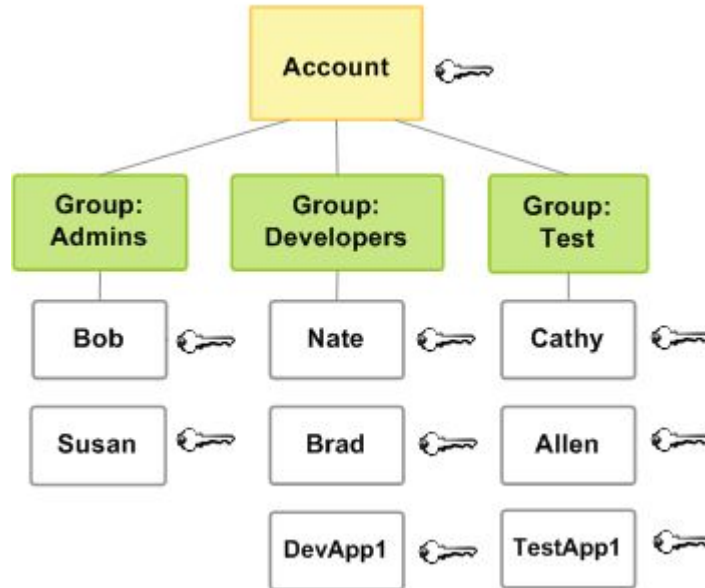 Account
Group:
Admins
Group:
Developers
Group:
Test
Bob
Nate
Cathy
Susan
Brad
Allen
DevApp1
TestApp1